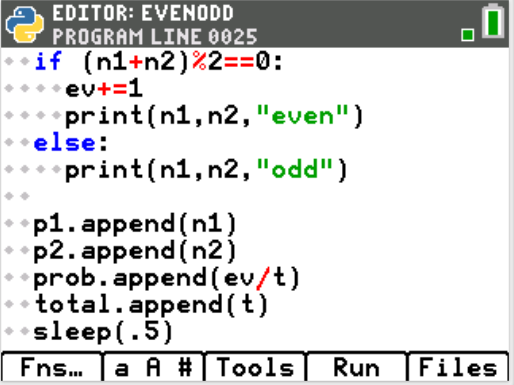 EDITOR: EVENODD
PROGRAM LINE 0025
if (n1+n2)%2==0:
ev+=1
print(n1,n2,"even")
else:
print(n1,n2,"odd")
p1.append(n1)
p2.append(n2)
prob.append(ev/t)
total.append(t)
sleep(.5)
Fns… a A # Tools Run Files